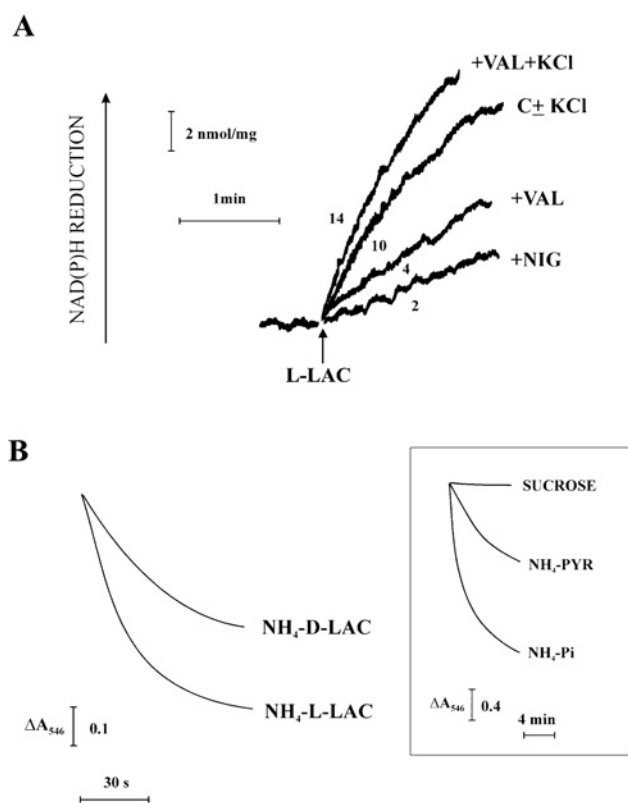 A
+VAL+KCl
C± KCl
2 nmol/mg
NAD(P)H REDUCTION
1min
14
10
+VAL
4
+NIG
2
L-LAC
B
SUCROSE
NH₄-PYR
NH₄-D-LAC
NH₄-Pi
NH₄-L-LAC
ΔA₅₄₆ 0.4
4 min
ΔA₅₄₆ 0.1
30 s